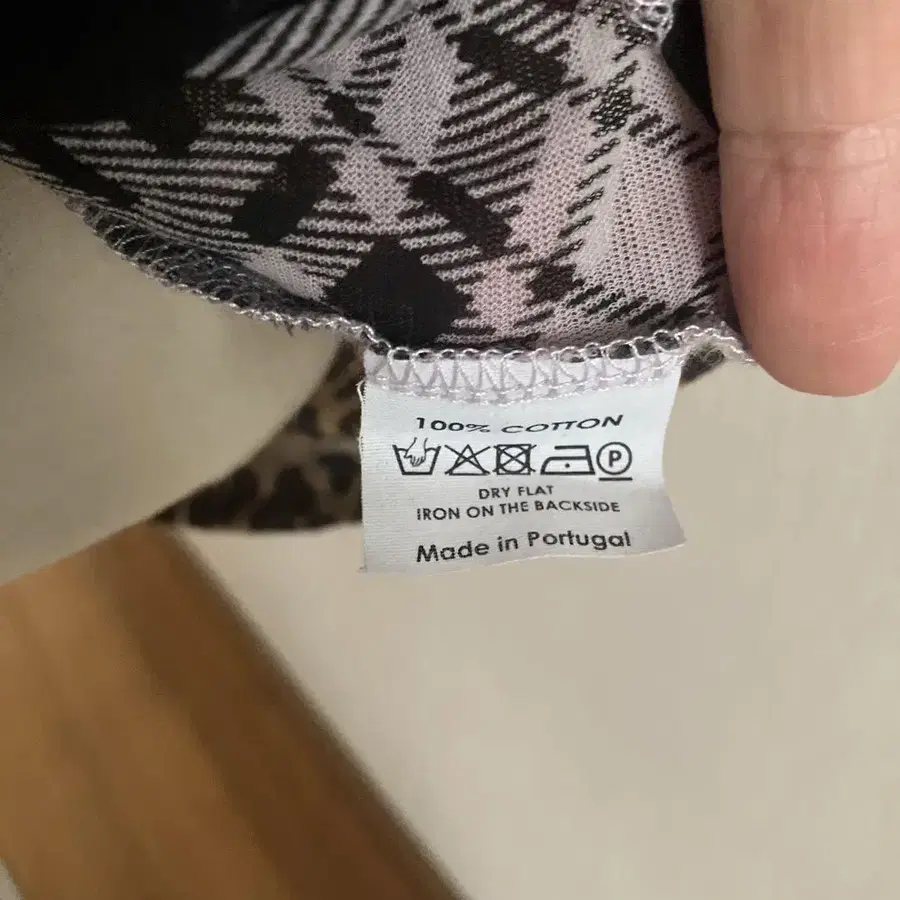 100% COTTON
P
DRY FLAT
IRON ON THE BACKSIDE
Made in Portugal